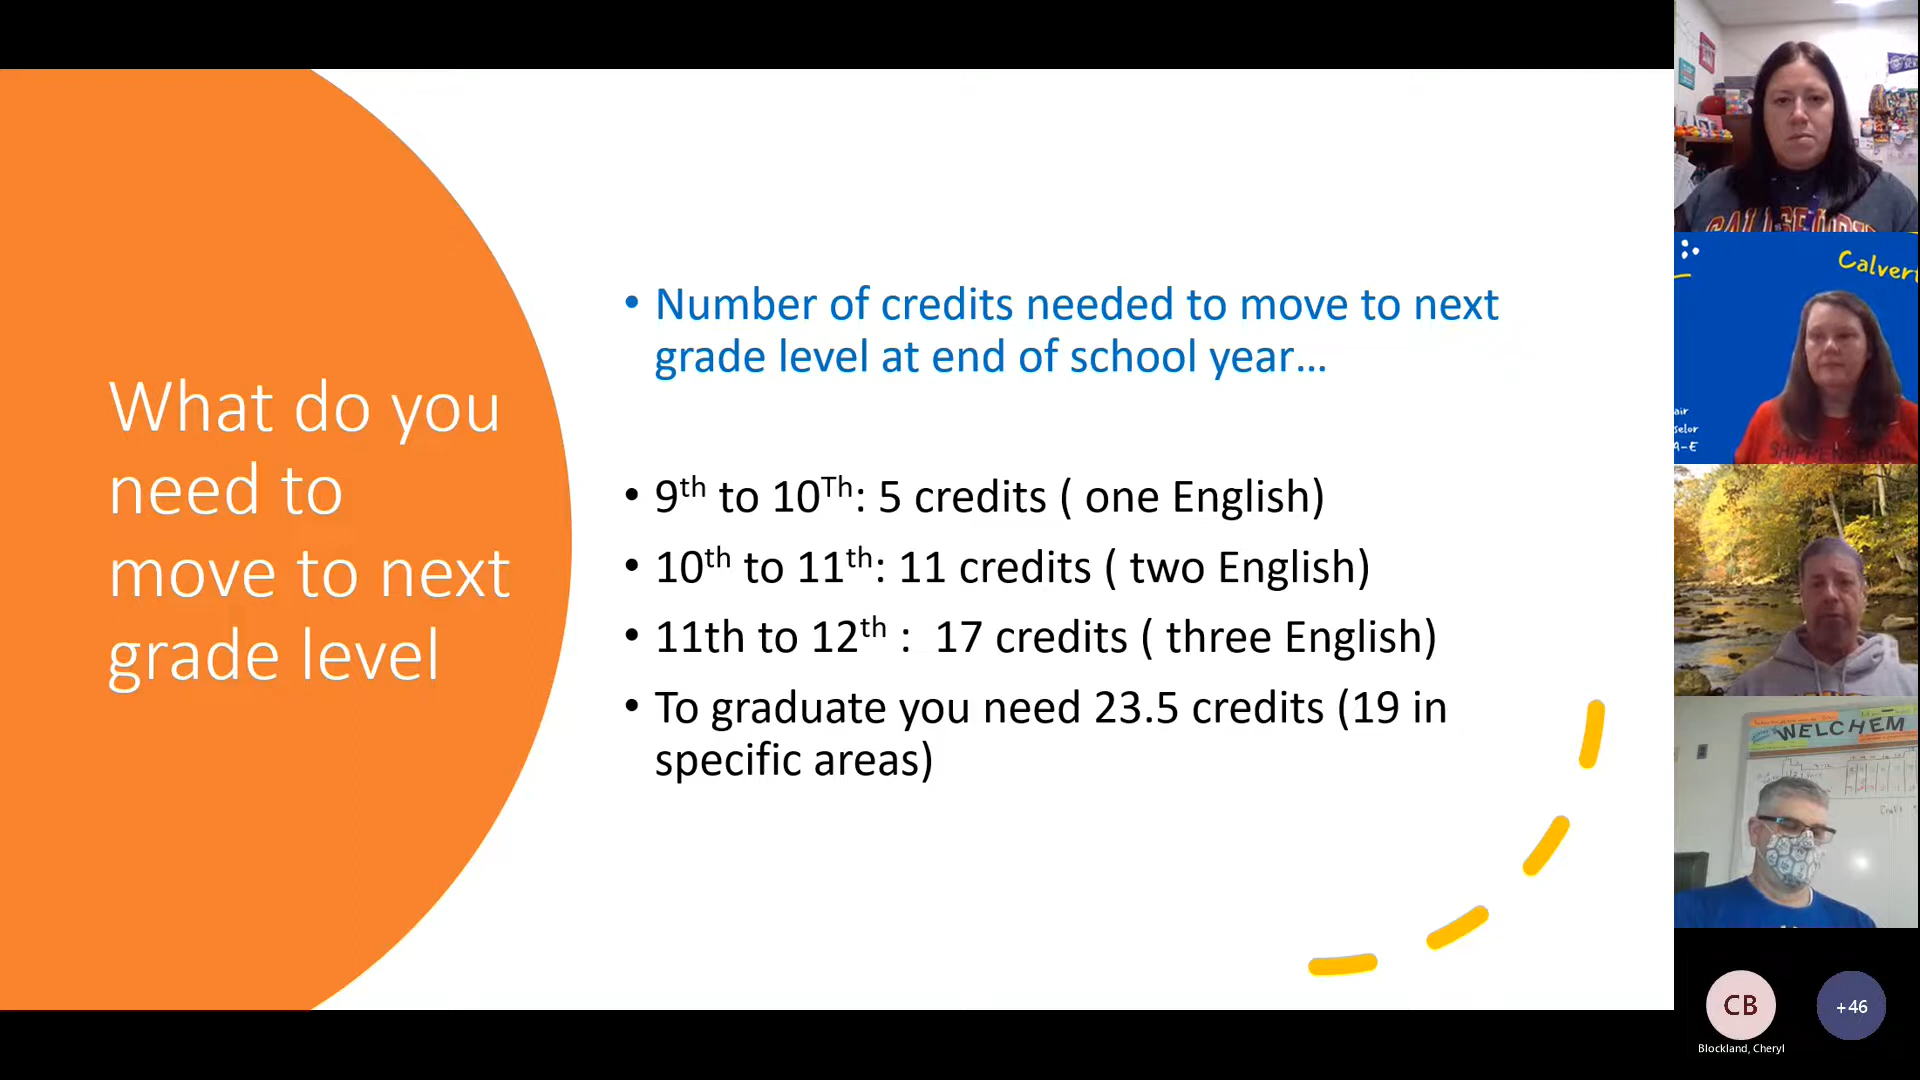 What do you
need to
move to next
grade level
• Number of credits needed to move to next
grade level at end of school year...
• 9th to 10Th: 5 credits ( one English)
• 10th to 11th: 11 credits ( two English)
• 11th to 12th :  17 credits ( three English)
• To graduate you need 23.5 credits (19 in
specific areas)
Calvert
air
selor
A-E
SHIPPENSBURG
WELCHEM
CB
+46
Blockland, Cheryl